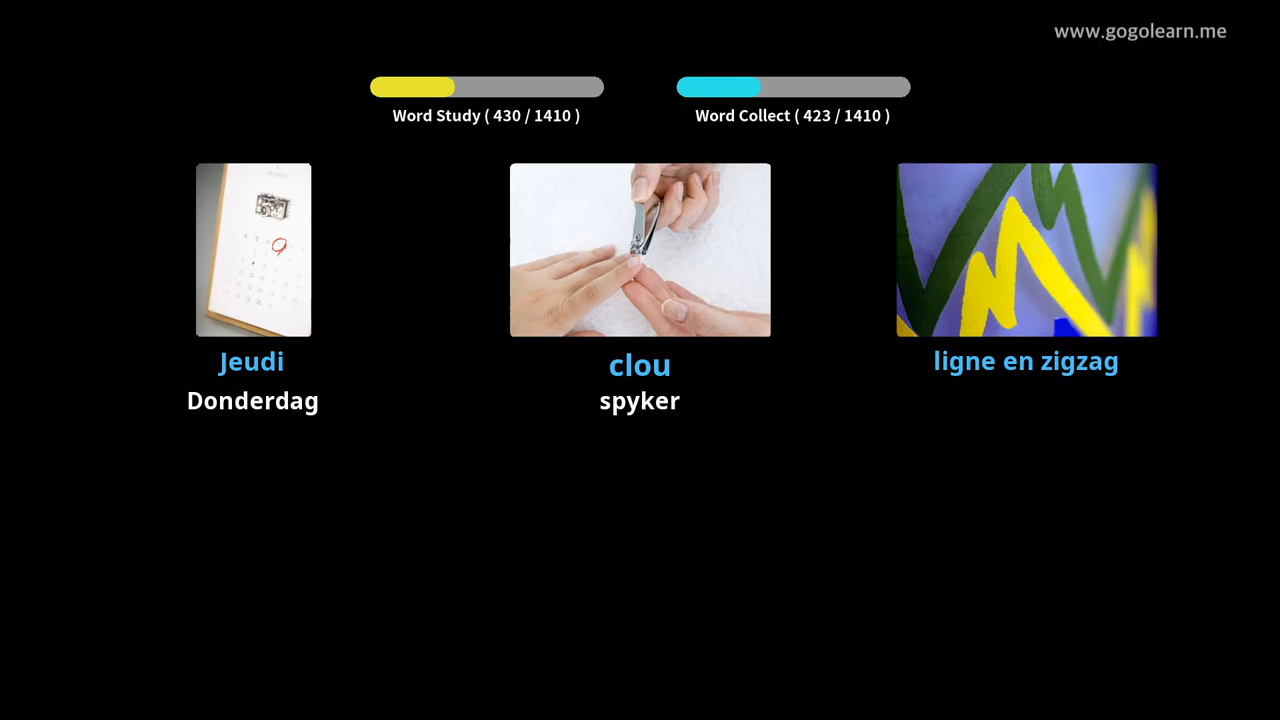 www.gogolearn.me
Word Study ( 430 / 1410 )
Word Collect ( 423 / 1410 )
Jeudi
Donderdag
clou
spyker
ligne en zigzag